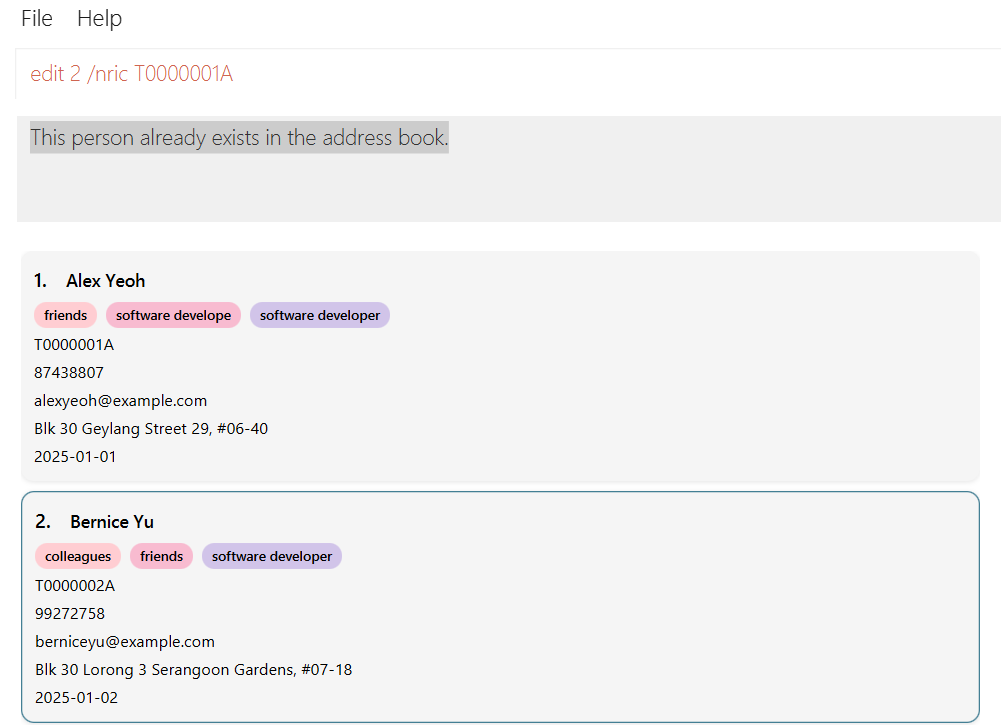 File Help
edit 2 /nric T0000001A
This person already exists in the address book.
1. Alex Yeoh
friends software develope software developer
T0000001A
87438807
alexyeoh@example.com
Blk 30 Geylang Street 29, #06-40
2025-01-01
2. Bernice Yu
colleagues friends software developer
T0000002A
99272758
berniceyu@example.com
Blk 30 Lorong 3 Serangoon Gardens, #07-18
2025-01-02